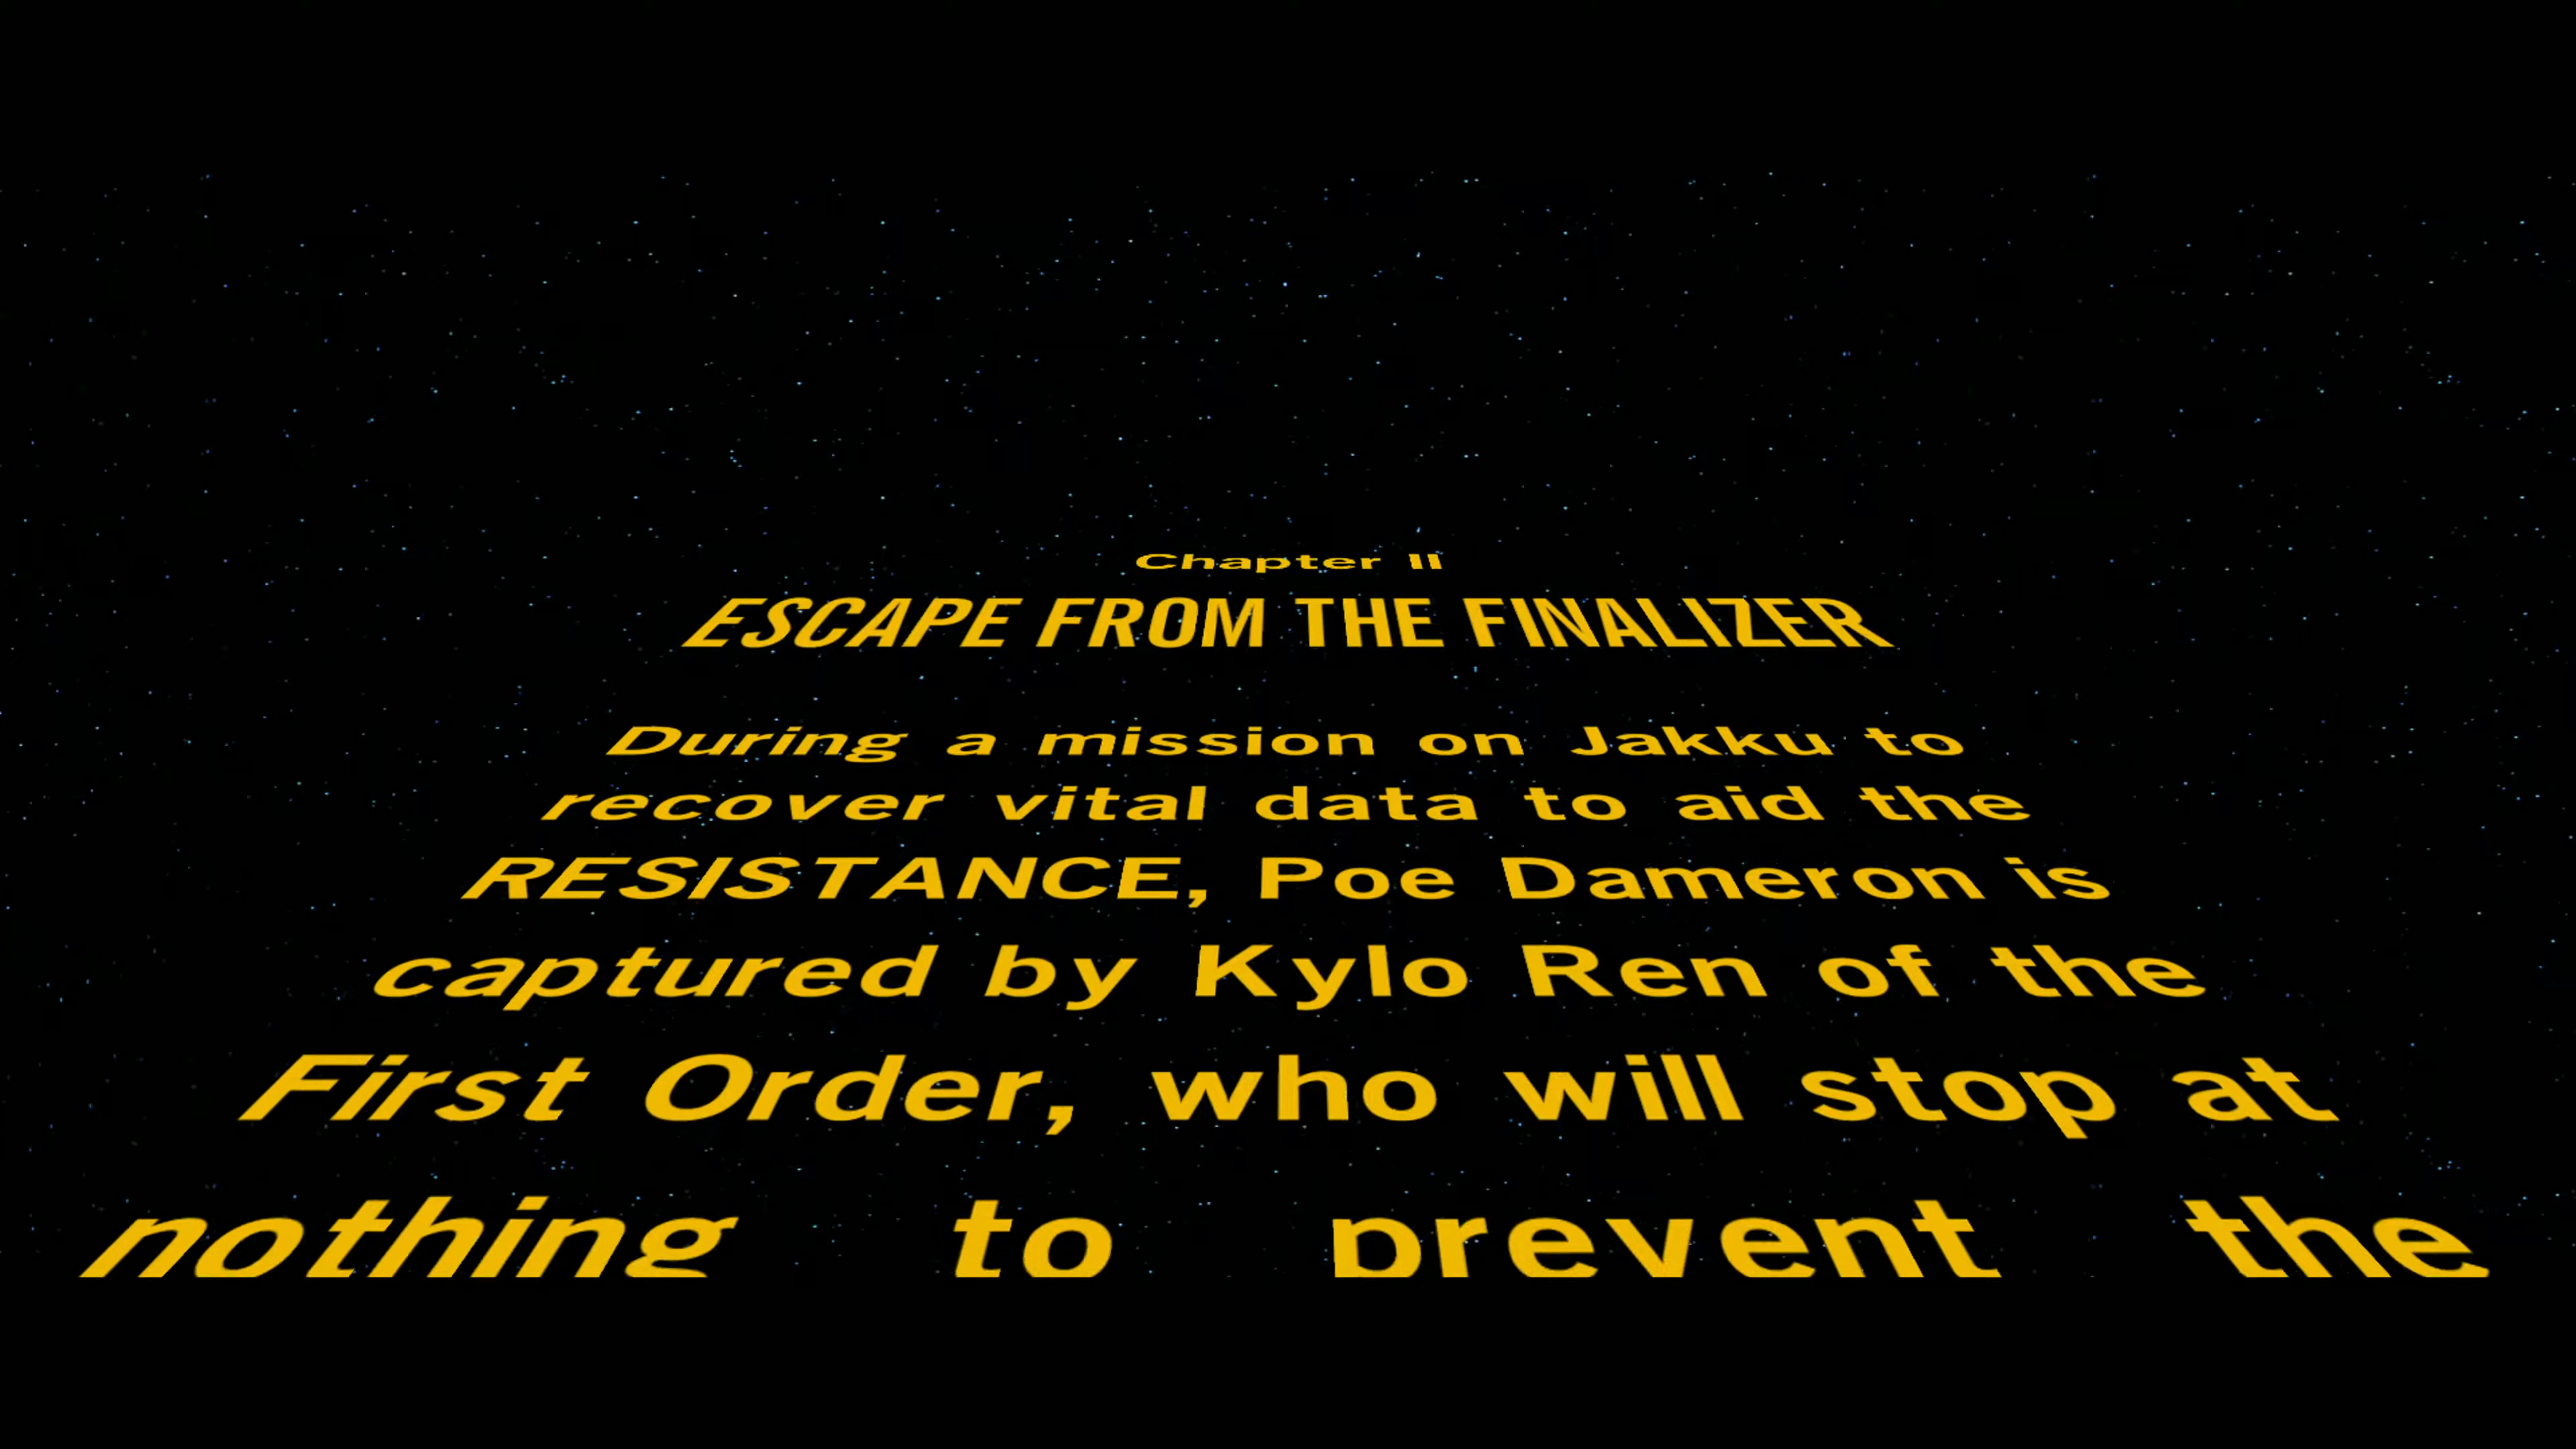 Chapter II
ESCAPE FROM THE FINALIZER
During a mission on Jakku to
recover vital data to aid the
RESISTANCE, Poe Dameron is
captured by Kylo Ren of the
First Order, who will stop at
nothing to prevent the